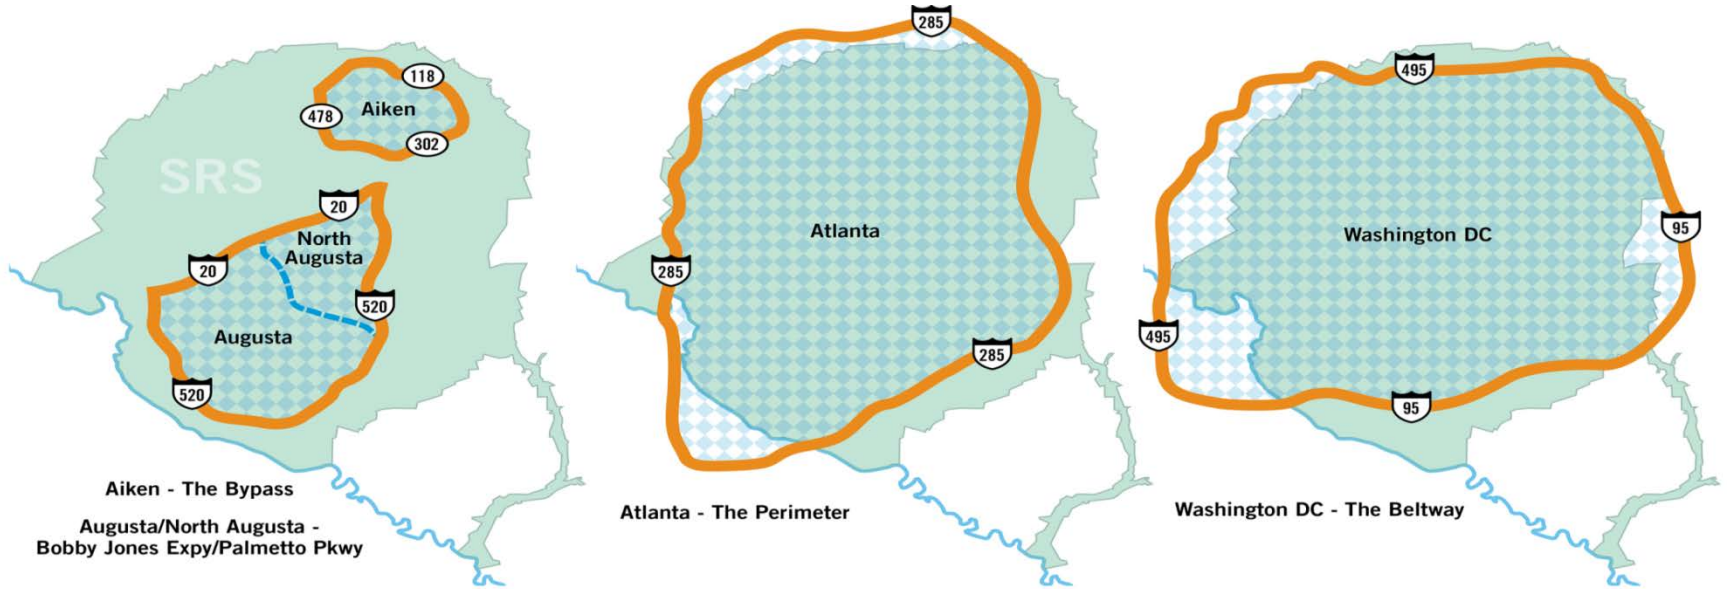 118
Aiken
478
302
SRS
20
North
Augusta
20
520
Augusta
520
Aiken - The Bypass
Augusta/North Augusta -
Bobby Jones Expy/Palmetto Pkwy
285
Atlanta
285
285
Atlanta - The Perimeter
495
95
Washington DC
495
95
Washington DC - The Beltway